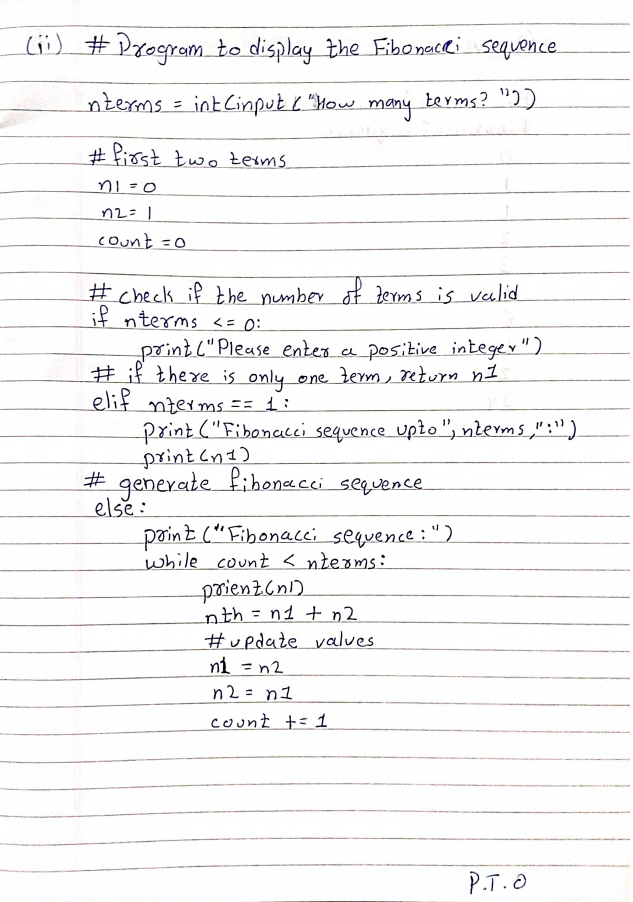 (ii) # Program to display the Fibonacci sequence
nterms = int(input("How many terms? "))
# first two terms
n1 = 0
n2 = 1
count = 0
# check if the number of terms is valid
if nterms <= 0:
print("Please enter a positive integer")
# if there is only one term, return n1
elif nterms == 1:
print("Fibonacci sequence upto", nterms, ":")
print(n1)
# generate fibonacci sequence
else:
print("Fibonacci sequence:")
while count < nterms:
prient(n1)
nth = n1 + n2
# update values
n1 = n2
n2 = n1
count += 1
P.T.O